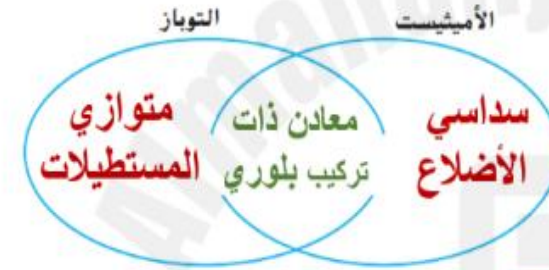 الأميثيست
التوباز
سداسي
الأضلاع
معادن ذات
تركيب بلوري
متوازي
المستطيلات